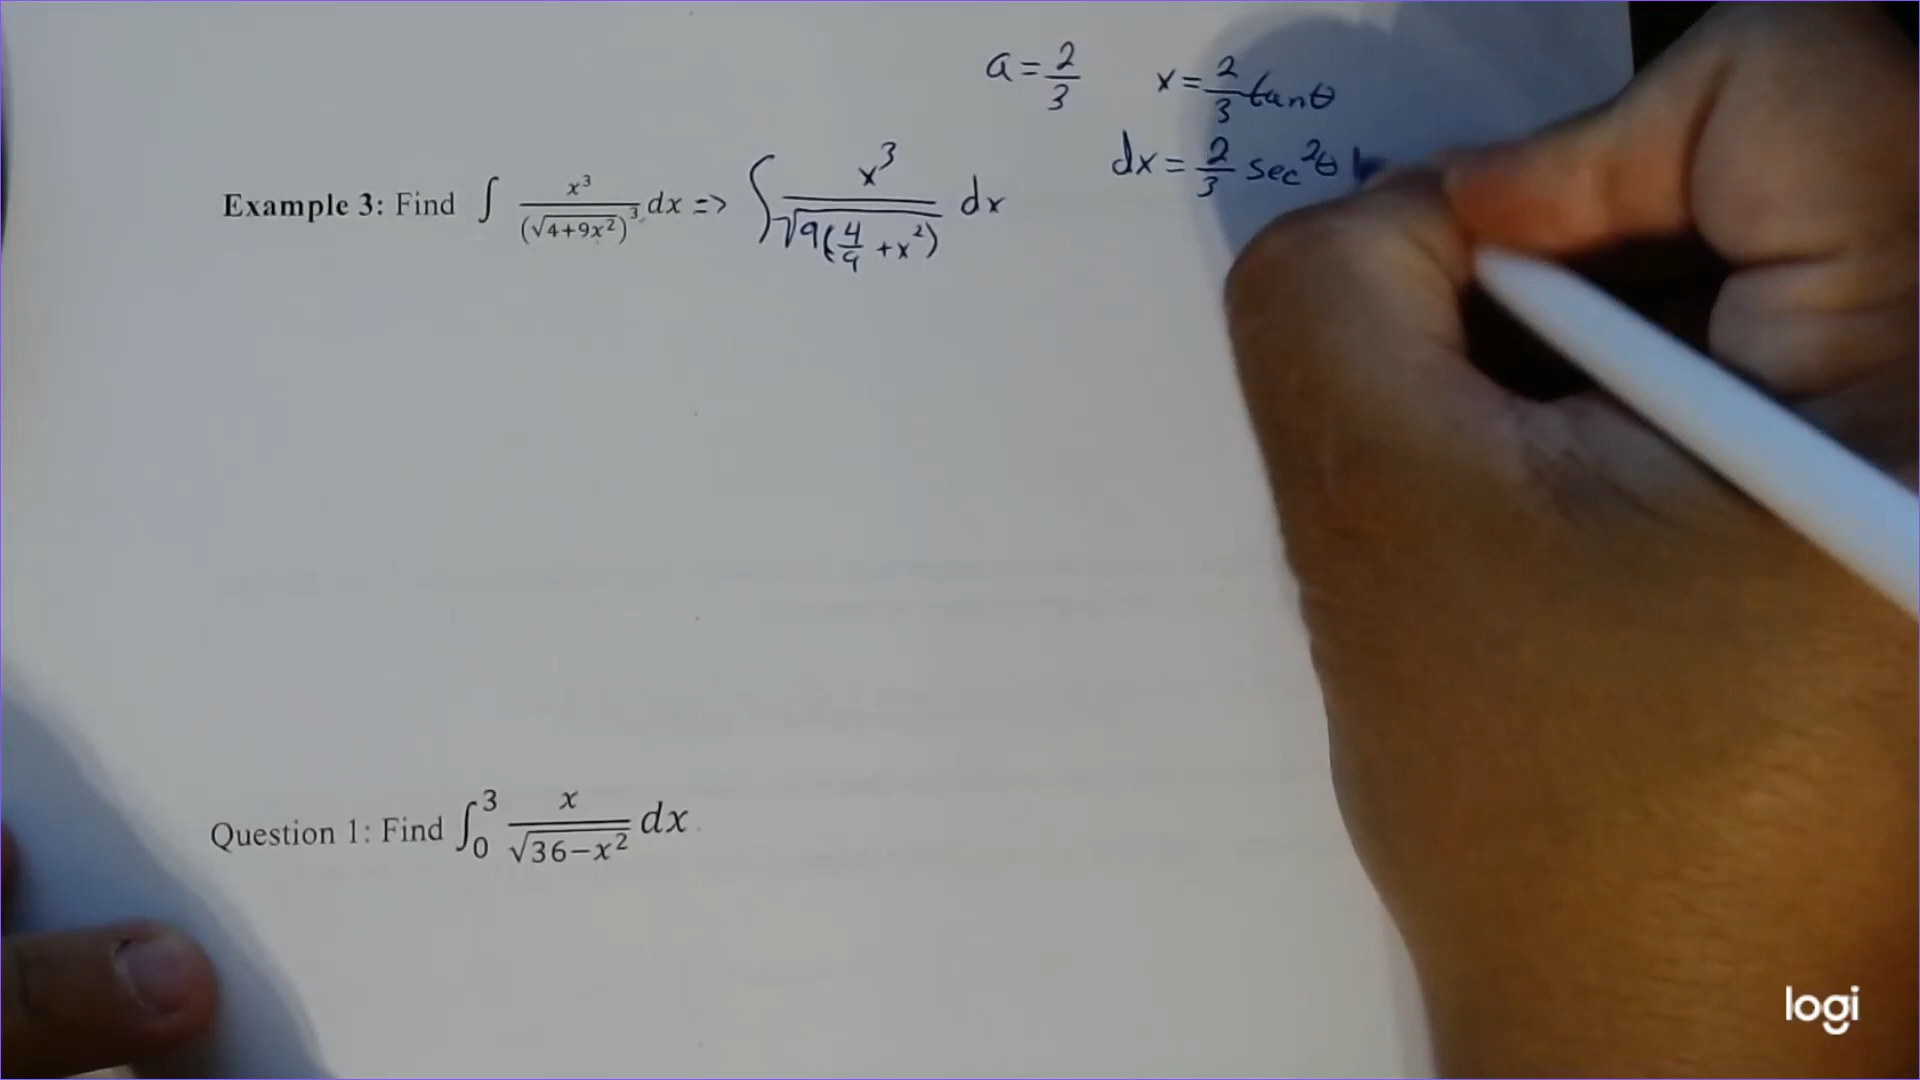 a = 2/3 x = 2/3 tanθ
dx = 2/3 sec²θ
Example 3: Find ∫ x³/(√4+9x²)³ dx => ∫ x³/√9(4/9 + x²) dx
Question 1: Find ∫₀³ x/√36−x² dx
logi